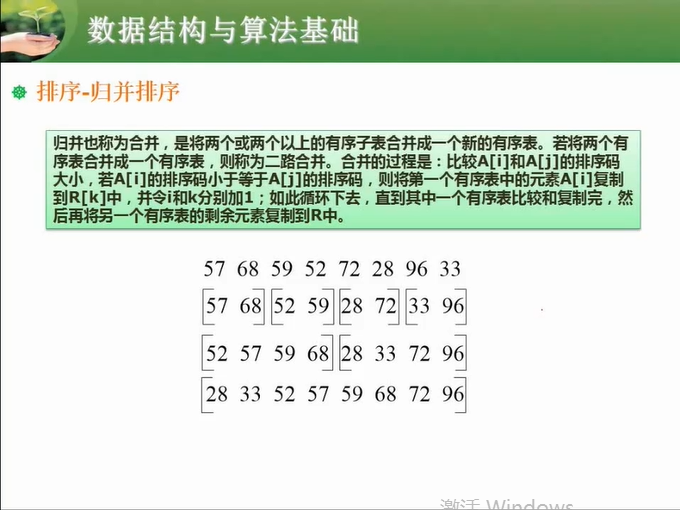 数据结构与算法基础
排序-归并排序
归并也称为合并，是将两个或两个以上的有序子表合并成一个新的有序表。若将两个有
序表合并成一个有序表，则称为二路合并。合并的过程是：比较A[i]和A[j]的排序码
大小，若A[i]的排序码小于等于A[j]的排序码，则将第一个有序表中的元素A[i]复制
到R[k]中，并令i和k分别加1；如此循环下去，直到其中一个有序表比较和复制完，然
后再将另一个有序表的剩余元素复制到R中。
57 68 59 52 72 28 96 33
[57 68] [52 59] [28 72] [33 96]
[52 57 59 68] [28 33 72 96]
[28 33 52 57 59 68 72 96]
激活 Windows